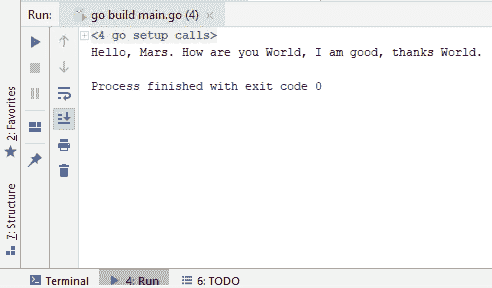 Run: go build main.go (4)
<4 go setup calls>
Hello, Mars. How are you World, I am good, thanks World.
Process finished with exit code 0
2: Favorites
7: Structure
Terminal 4: Run 6: TODO